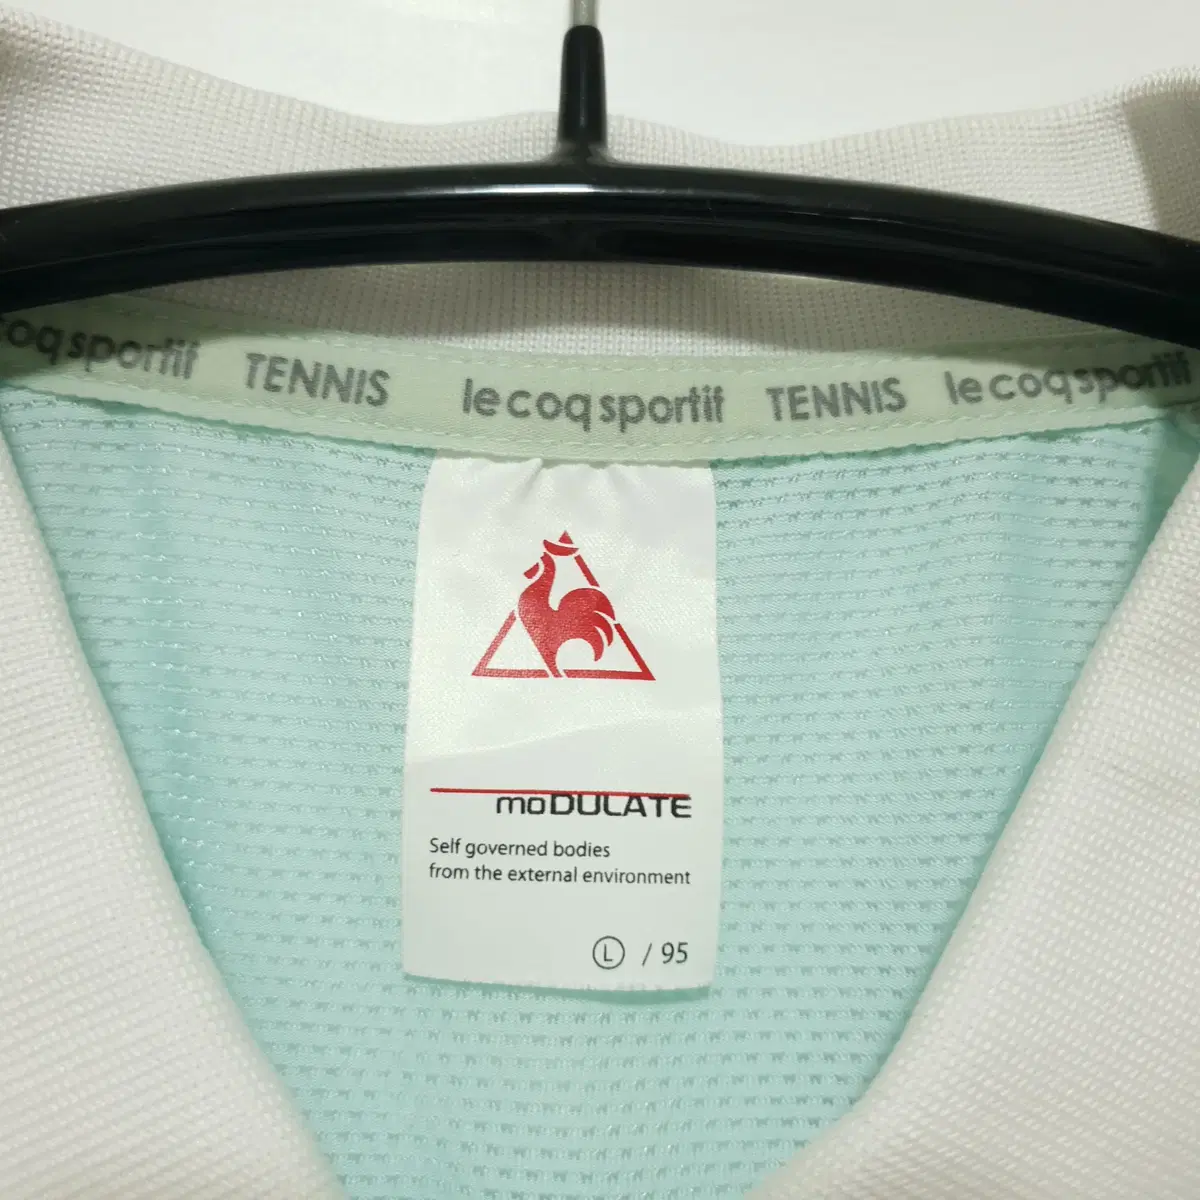 coq sportif TENNIS le coq sportif TENNIS le coq sportif
moDULATE
Self governed bodies
from the external environment
L / 95